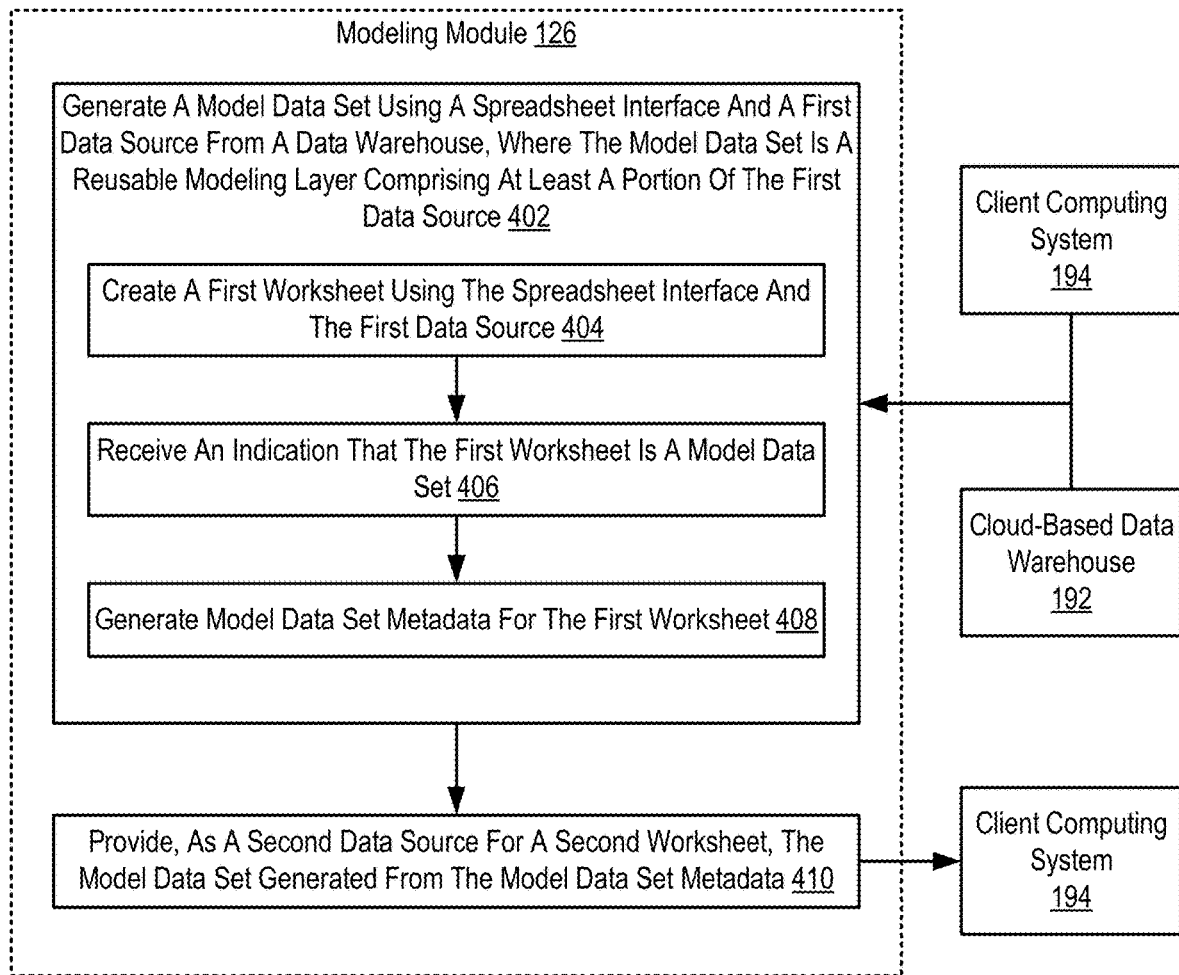 Modeling Module 126
Generate A Model Data Set Using A Spreadsheet Interface And A First
Data Source From A Data Warehouse, Where The Model Data Set Is A
Reusable Modeling Layer Comprising At Least A Portion Of The First
Data Source 402
Create A First Worksheet Using The Spreadsheet Interface And
The First Data Source 404
Receive An Indication That The First Worksheet Is A Model Data
Set 406
Generate Model Data Set Metadata For The First Worksheet 408
Provide, As A Second Data Source For A Second Worksheet, The
Model Data Set Generated From The Model Data Set Metadata 410
Client Computing
System
194
Cloud-Based Data
Warehouse
192
Client Computing
System
194